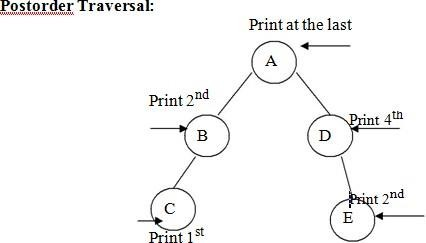 Postorder Traversal:
Print at the last
A
Print 2nd
Print 4th
B
D
Print 2nd
C
E
Print 1st